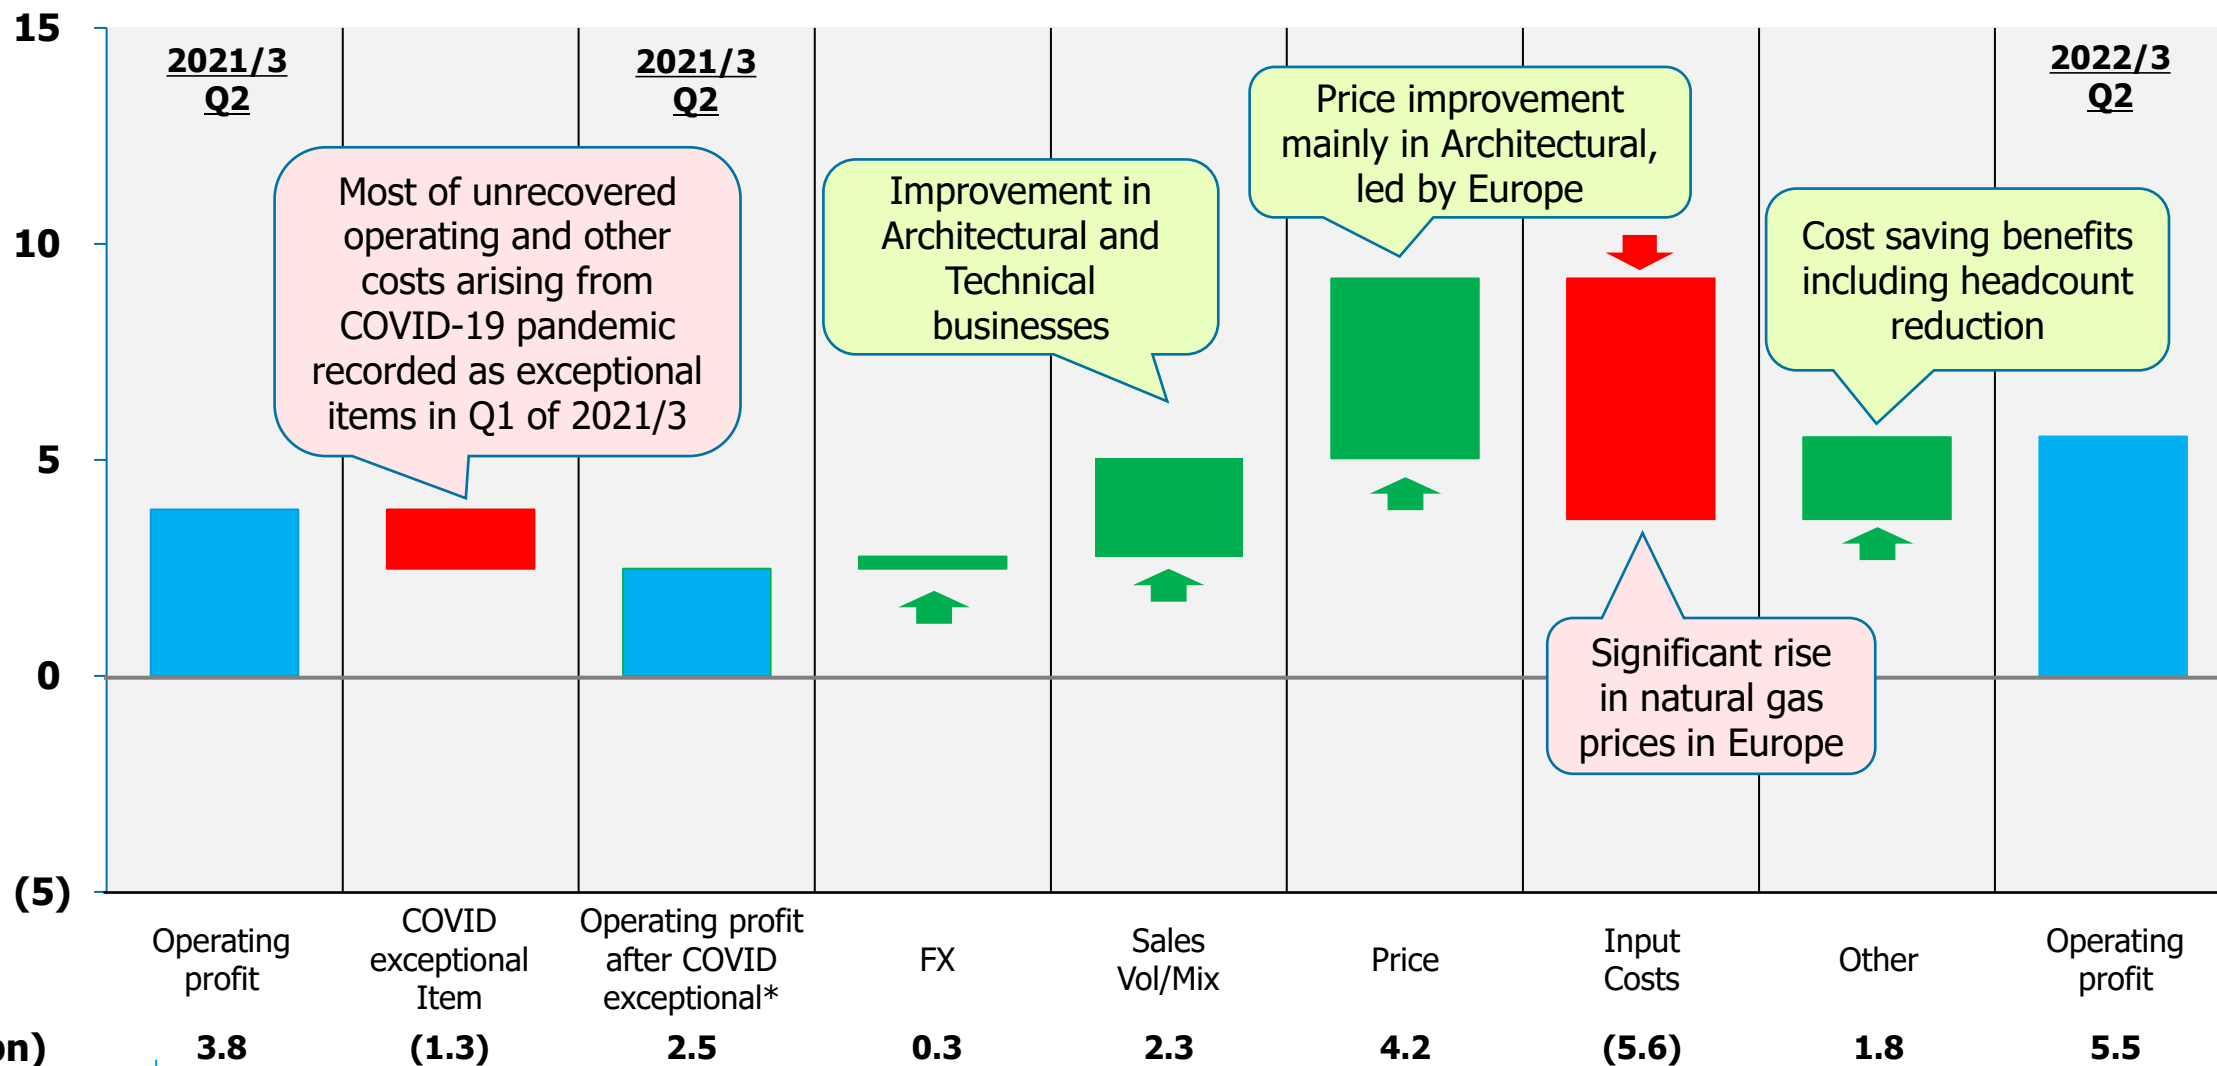 15
10
5
0
(5)
2021/3
Q2
2021/3
Q2
2022/3
Q2
Most of unrecovered
operating and other
costs arising from
COVID-19 pandemic
recorded as exceptional
items in Q1 of 2021/3
Improvement in
Architectural and
Technical
businesses
Price improvement
mainly in Architectural,
led by Europe
Significant rise
in natural gas
prices in Europe
Cost saving benefits
including headcount
reduction
Operating
profit
COVID
exceptional
Item
Operating profit
after COVID
exceptional*
FX
Sales
Vol/Mix
Price
Input
Costs
Other
Operating
profit
3.8 (1.3) 2.5 0.3 2.3 4.2 (5.6) 1.8 5.5